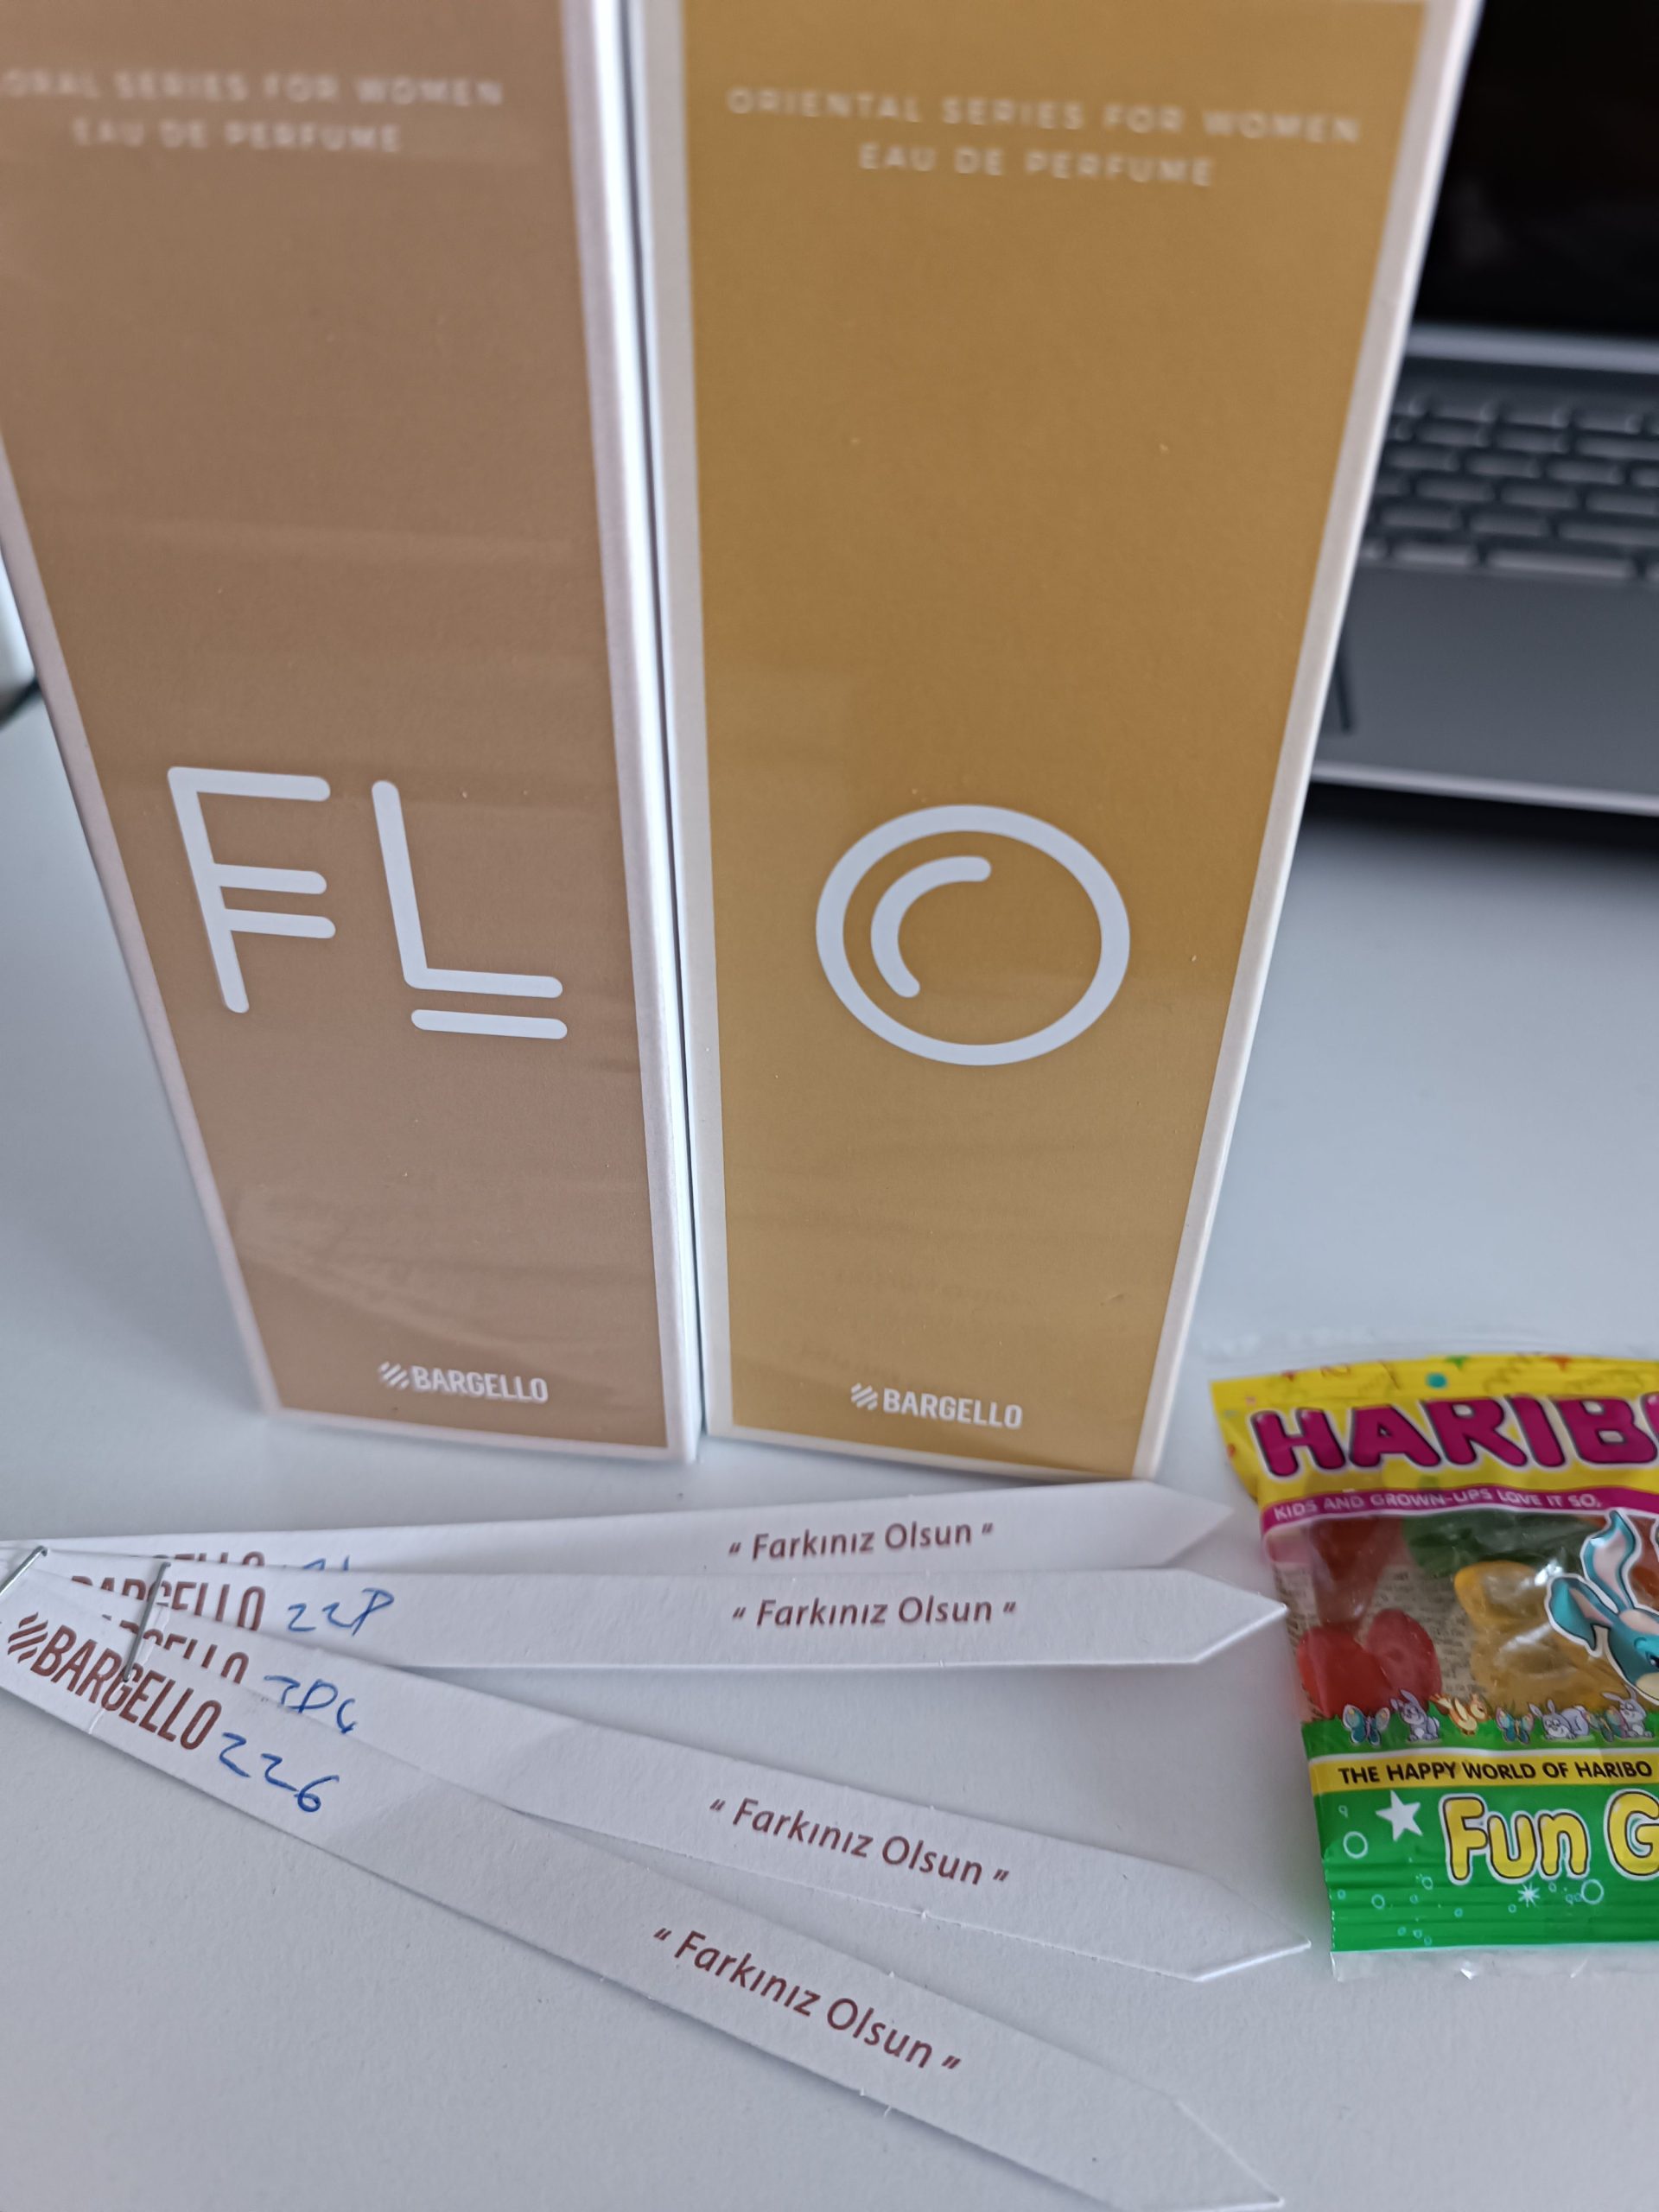 ORAL SERIES FOR WOMEN
EAU DE PERFUME
FL
BARGELLO
ORIENTAL SERIES FOR WOMEN
EAU DE PERFUME
O
BARGELLO
"Farkınız Olsun"
BARGELLO
"Farkınız Olsun"
"Farkınız Olsun"
BARGELLO 226
"Farkınız Olsun"
HARIB
KIDS AND GROWN-UPS LOVE IT SO,
THE HAPPY WORLD OF HARIBO
Fun G